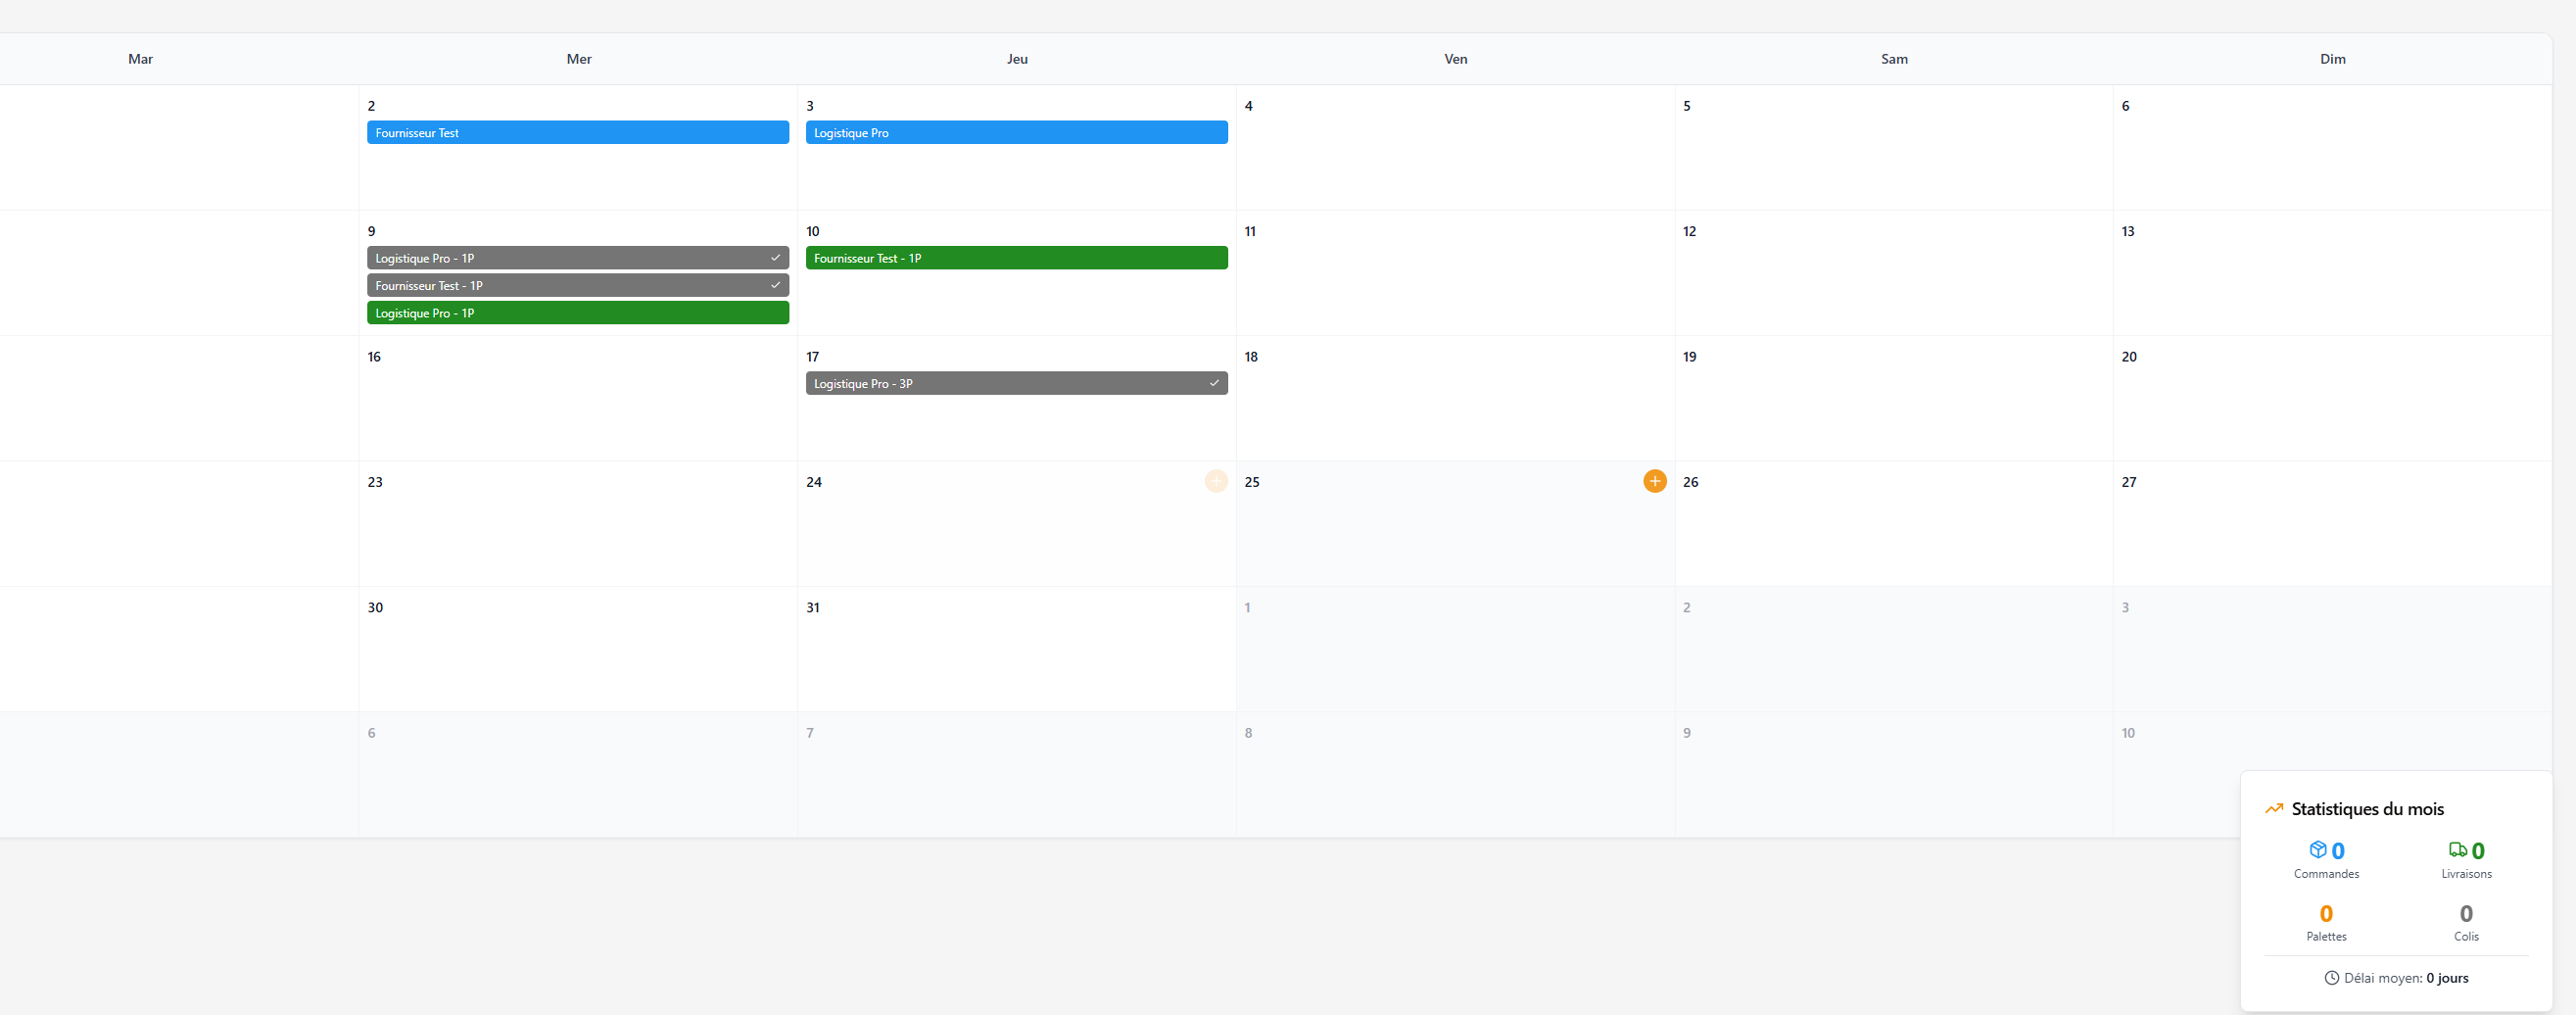 Mar Mer Jeu Ven Sam Dim
2 3 4 5 6
Fournisseur Test Logistique Pro
9 10 11 12 13
Logistique Pro - 1P Fournisseur Test - 1P
Fournisseur Test - 1P
Logistique Pro - 1P
16 17 18 19 20
Logistique Pro - 3P
23 24 25 26 27
30 31 1 2 3
6 7 8 9 10
Statistiques du mois
0 0
Commandes Livraisons
0 0
Palettes Colis
Délai moyen: 0 jours